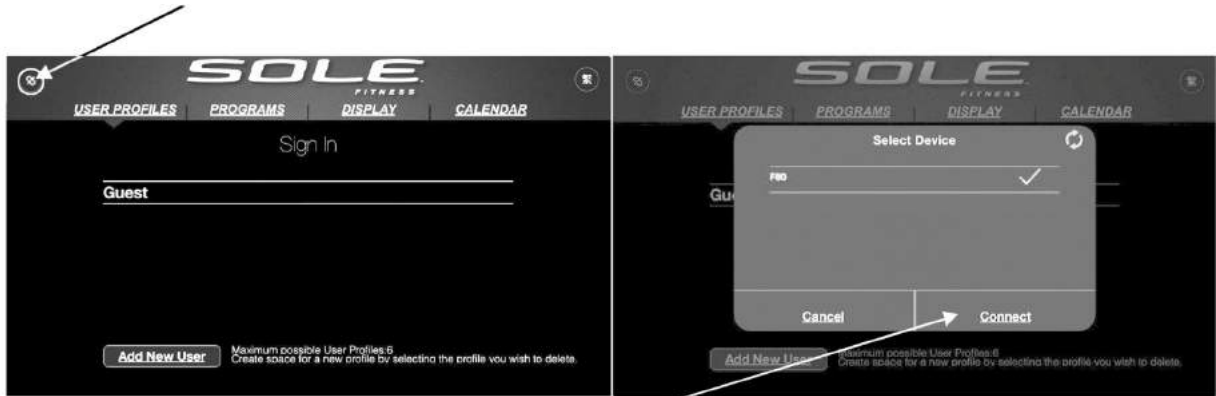 SOLE
FITNESS
USER PROFILES PROGRAMS DISPLAY CALENDAR
Sign In
Guest
Add New User
Maximum possible User Profiles:6
Create space for a new profile by selecting the profile you wish to delete.
SOLE
FITNESS
USER PROFILES PROGRAMS DISPLAY CALENDAR
Select Device
F80
Gu
Cancel Connect
Add New User
Maximum possible User Profiles:6
Create space for a new profile by selecting the profile you wish to delete.